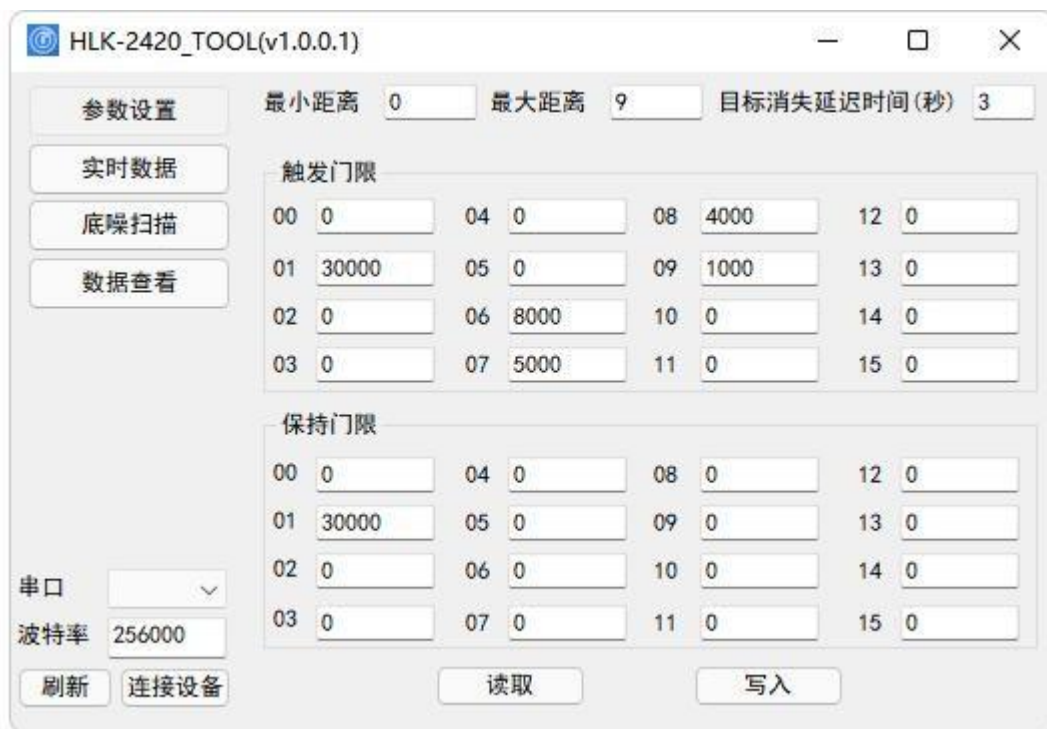 HLK-2420_TOOL(v1.0.0.1)
参数设置
实时数据
底噪扫描
数据查看
最小距离 0 最大距离 9 目标消失延迟时间(秒) 3
触发门限
00 0 04 0 08 4000 12 0
01 30000 05 0 09 1000 13 0
02 0 06 8000 10 0 14 0
03 0 07 5000 11 0 15 0
保持门限
00 0 04 0 08 0 12 0
01 30000 05 0 09 0 13 0
02 0 06 0 10 0 14 0
03 0 07 0 11 0 15 0
串口
波特率 256000
刷新 连接设备
读取 写入